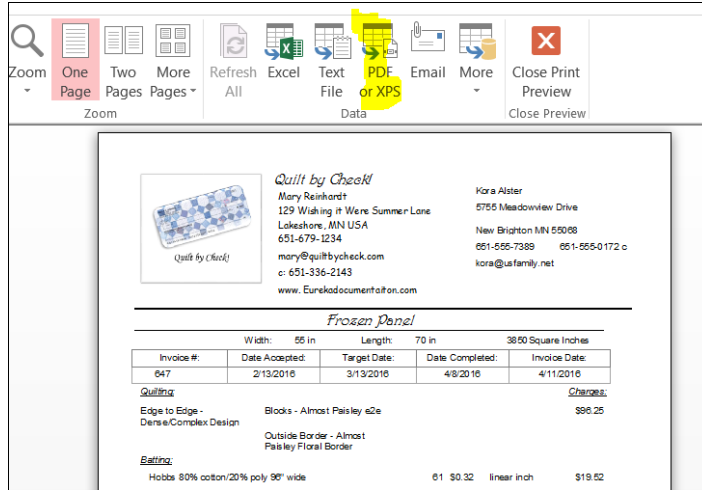 Zoom
One Page
Two Pages
More Pages
Refresh All
Excel
Text File
PDF or XPS
Email
More
Close Print Preview
Zoom
Data
Close Preview
Quilt by Check!
Quilt by Check!
Mary Reinhardt
129 Wishing it Were Summer Lane
Lakeshore, MN USA
651-679-1234
mary@quiltbycheck.com
c: 651-336-2143
www. Eurekadocumentaiton.com
Kora Alster
5755 Meadowview Drive
New Brighton MN 55068
651-555-7389 651-555-0172 c
kora@usfamily.net
Frozen Panel
Width: 55 in Length: 70 in 3850 Square Inches
Invoice #: Date Accepted: Target Date: Date Completed: Invoice Date:
647 2/13/2016 3/13/2016 4/8/2016 4/11/2016
Quilting: Charges:
Edge to Edge - Blocks - Almost Paisley e2e $96.25
Dense/Complex Design
Outside Border - Almost
Paisley Floral Border
Batting:
Hobbs 80% cotton/20% poly 96" wide 61 $0.32 linear inch $19.52